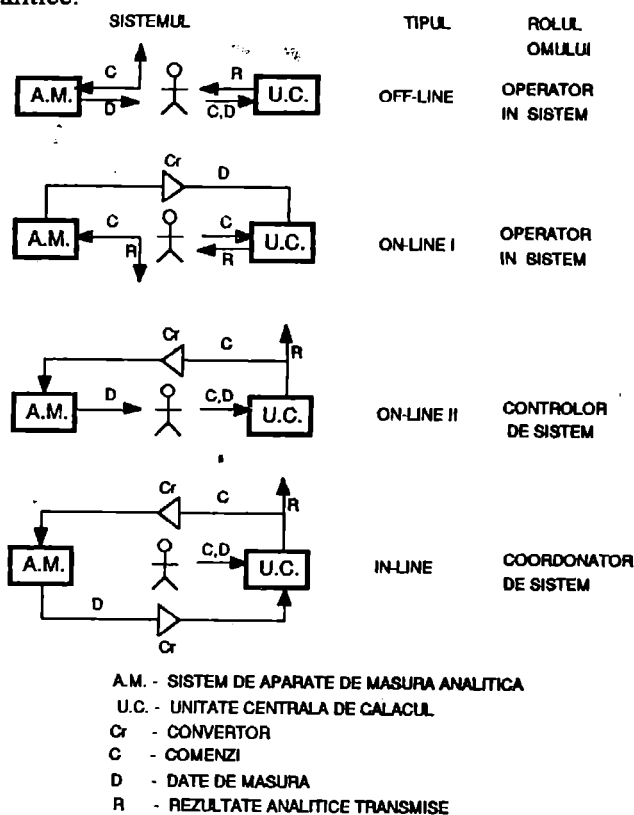 SISTEMUL TIPUL ROLUL
OMULUI
C R
A.M. U.C. OFF-LINE OPERATOR
D C,D IN SISTEM
Cr D
C C
A.M. U.C. ON-LINE I OPERATOR
R R IN SISTEM
Cr C R
D C,D
A.M. U.C. ON-LINE II CONTROLOR
DE SISTEM
Cr C R
C,D
A.M. U.C. IN-LINE COORDONATOR
DE SISTEM
D
Cr
A.M. - SISTEM DE APARATE DE MASURA ANALITICA
U.C. - UNITATE CENTRALA DE CALACUL
Cr - CONVERTOR
C - COMENZI
D - DATE DE MASURA
R - REZULTATE ANALITICE TRANSMISE